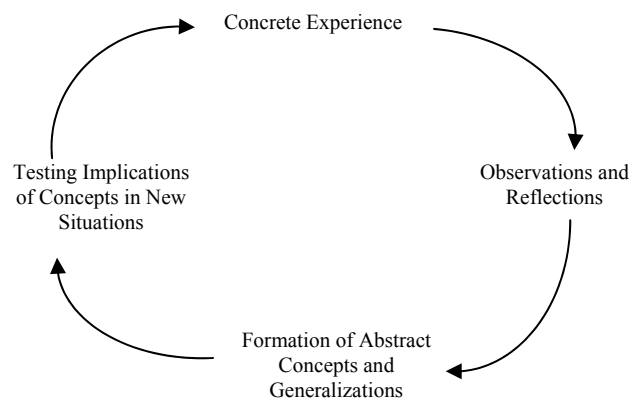 Concrete Experience
Observations and
Reflections
Formation of Abstract
Concepts and
Generalizations
Testing Implications
of Concepts in New
Situations